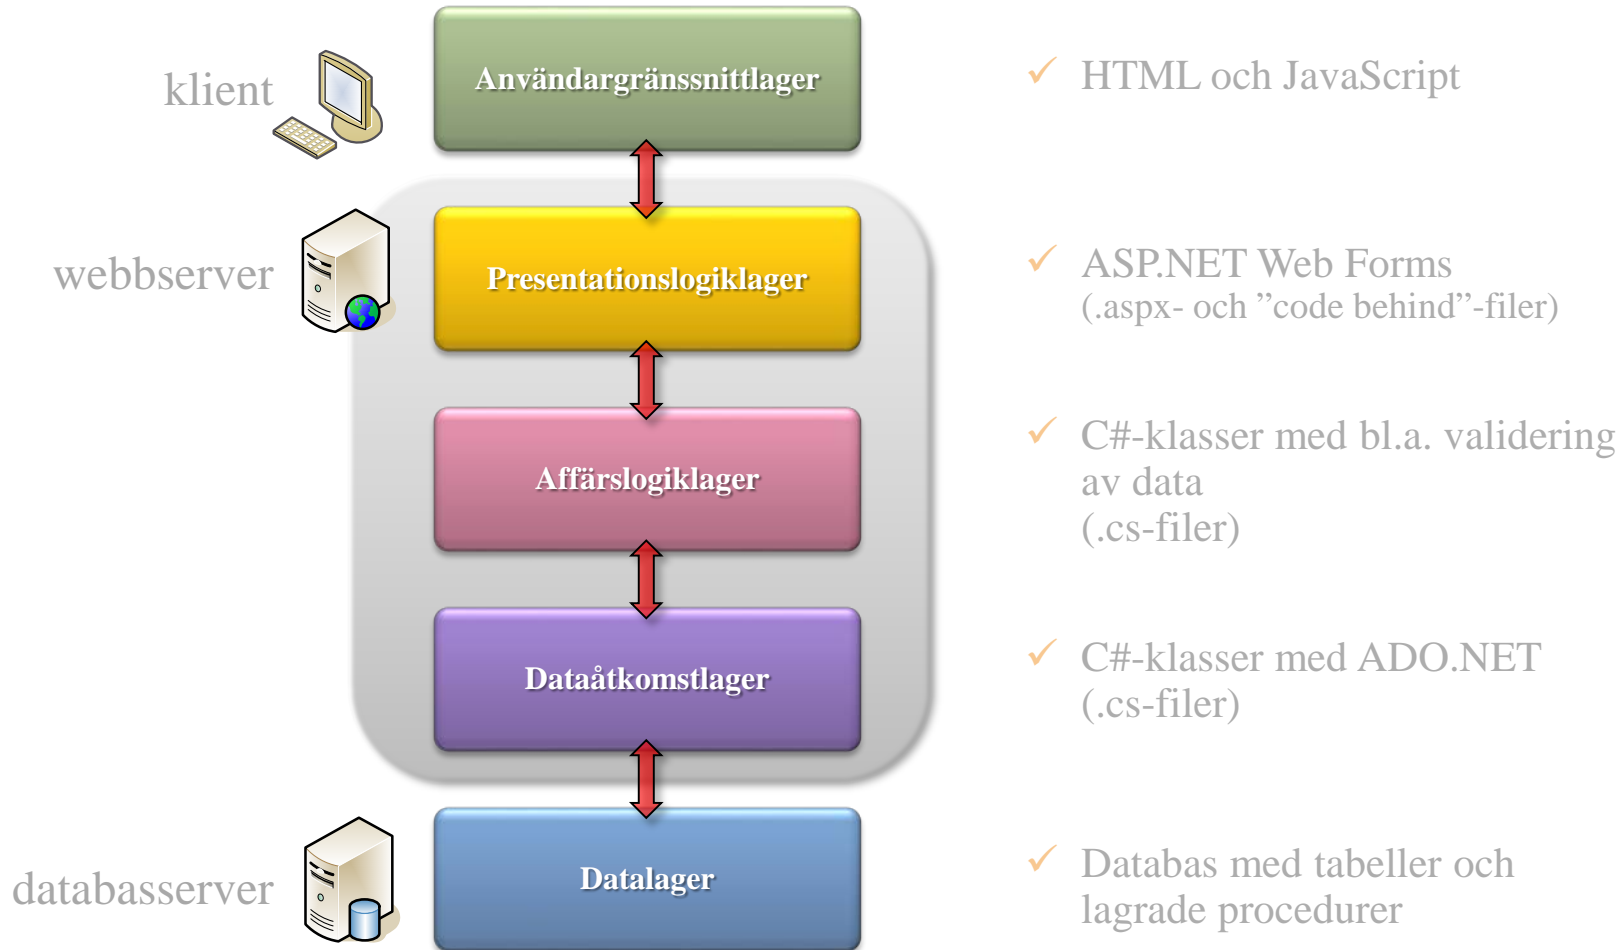 klient
Användargränssnittlager
HTML och JavaScript
webbserver
Presentationslogiklager
ASP.NET Web Forms
(.aspx- och ”code behind”-filer)
Affärslogiklager
C#-klasser med bl.a. validering
av data
(.cs-filer)
Dataåtkomstlager
C#-klasser med ADO.NET
(.cs-filer)
databasserver
Datalager
Databas med tabeller och
lagrade procedurer